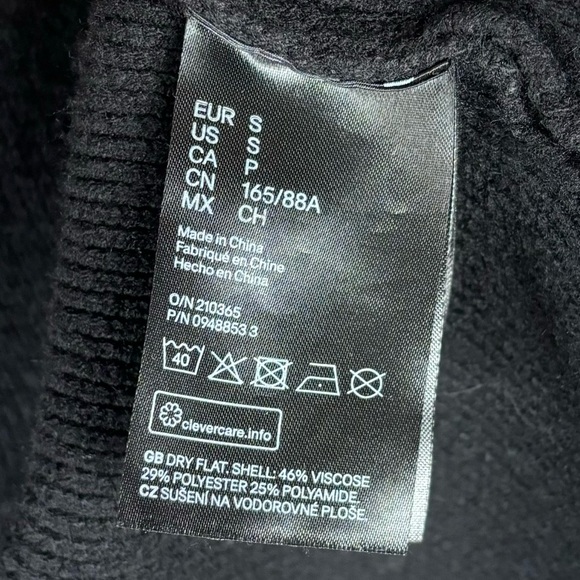 EUR S
US S
CA P
CN 165/88A
MX CH
Made in China
Fabriqué en Chine
Hecho en China
O/N 210365
P/N 0948853 3
40
clevercare.info
GB DRY FLAT. SHELL: 46% VISCOSE
29% POLYESTER 25% POLYAMIDE.
CZ SUŠENÍ NA VODOROVNÉ PLOŠE.